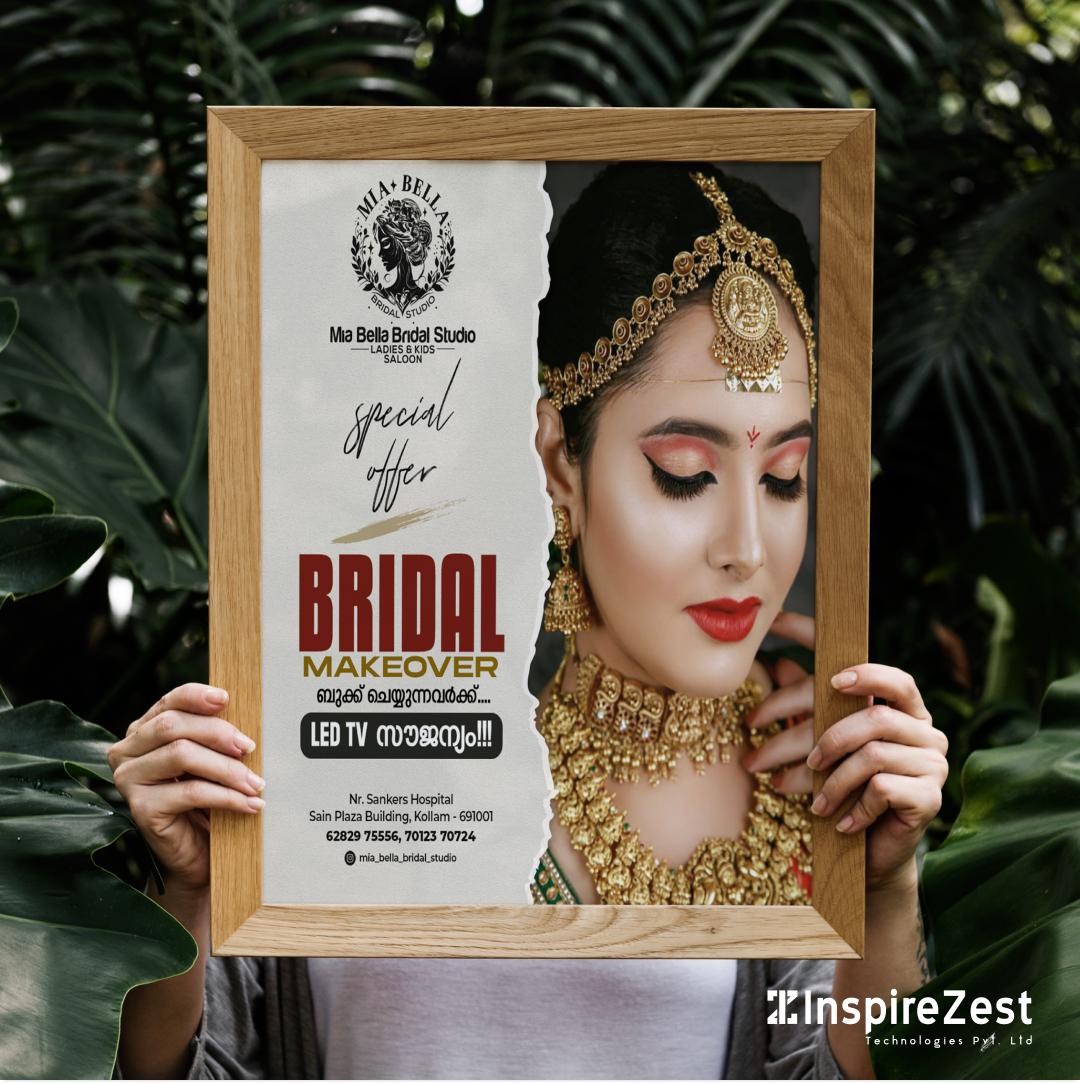 MIA BELLA
BRIDAL STUDIO
Mia Bella Bridal Studio
LADIES & KIDS
SALOON
special
offer
BRIDAL
MAKEOVER
ബുക്ക് ചെയ്യുന്നവർക്ക്....
LED TV സൗജന്യം!!!
Nr. Sankers Hospital
Sain Plaza Building, Kollam - 691001
62829 75556, 70123 70724
mia_bella_bridal_studio
InspireZest
Technologies Pvt. Ltd